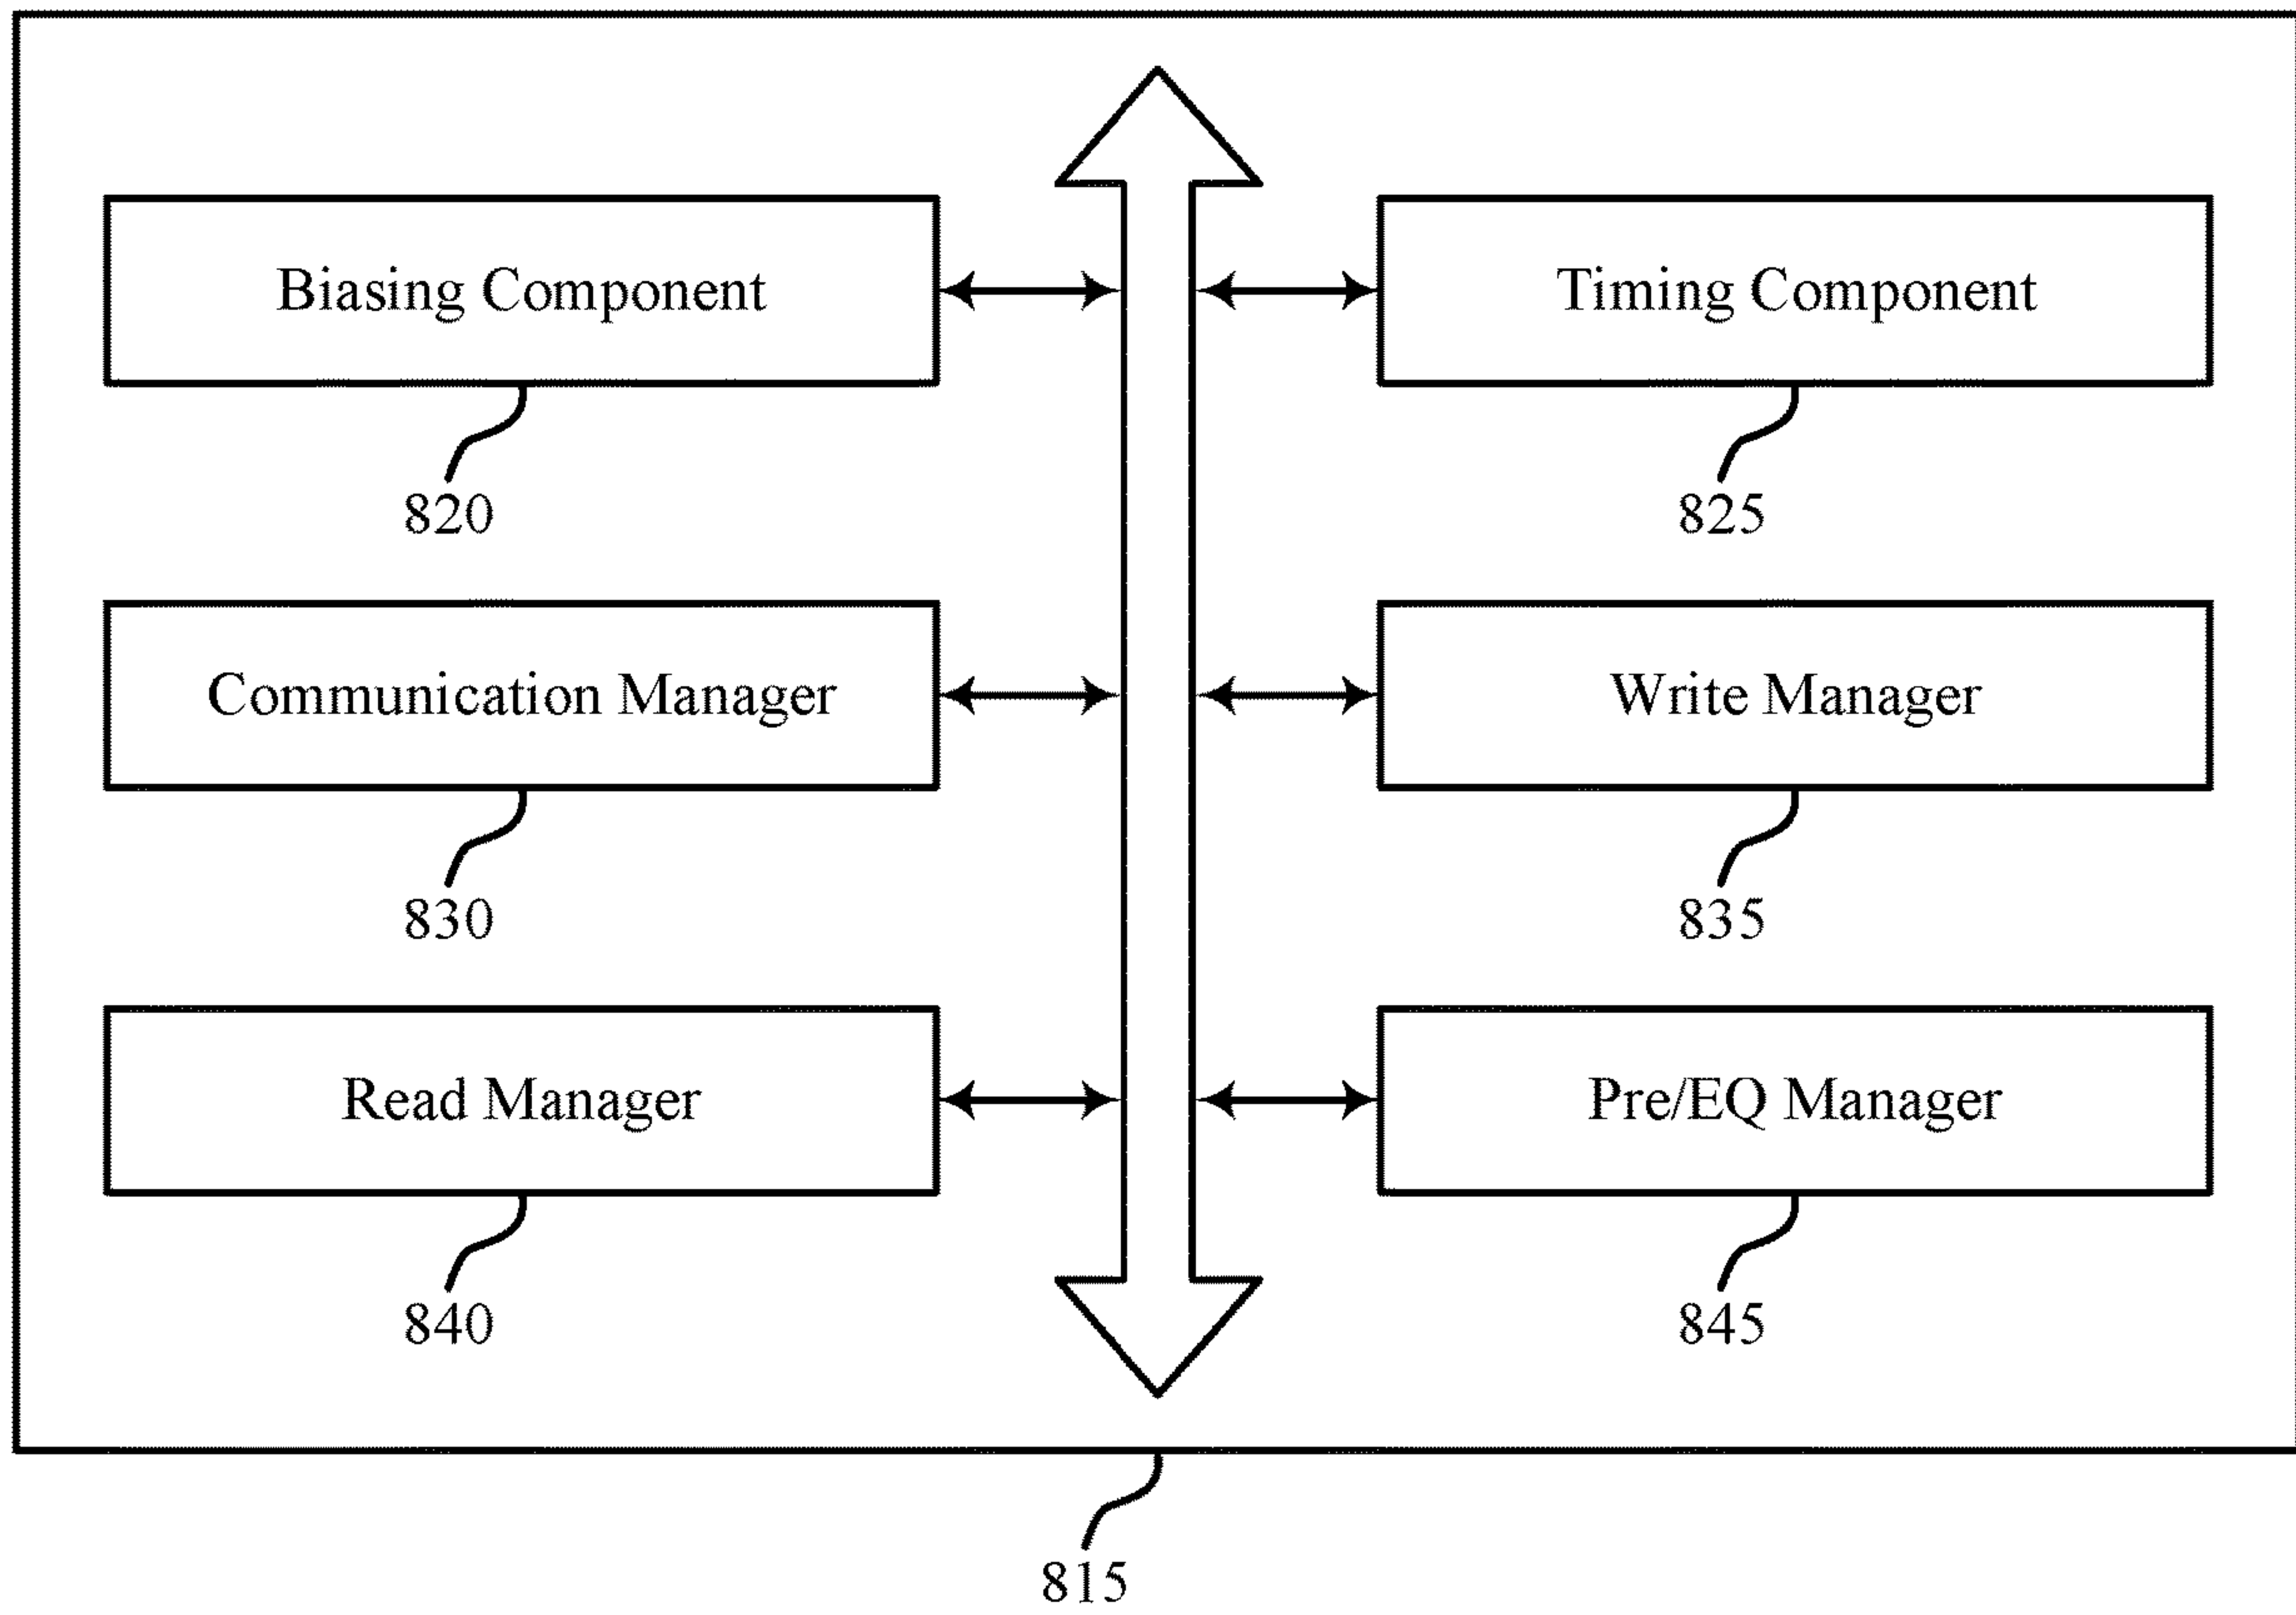 Biasing Component
Timing Component
820
825
Communication Manager
Write Manager
830
835
Read Manager
Pre/EQ Manager
840
845
815